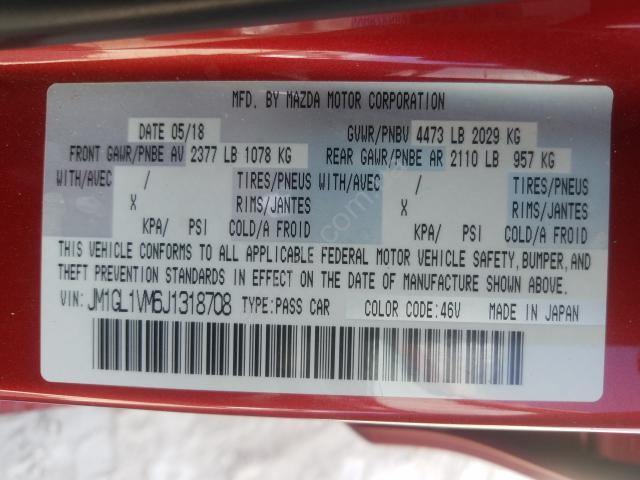 MFD. BY MAZDA MOTOR CORPORATION
DATE 05/18 GVWR/PNBV 4473 LB 2029 KG
FRONT GAWR/PNBE AV 2377 LB 1078 KG REAR GAWR/PNBE AR 2110 LB 957 KG
WITH/AVEC / TIRES/PNEUS WITH/AVEC / TIRES/PNEUS
X RIMS/JANTES X RIMS/JANTES
KPA/ PSI COLD/A FROID KPA/ PSI COLD/A FROID
THIS VEHICLE CONFORMS TO ALL APPLICABLE FEDERAL MOTOR VEHICLE SAFETY, BUMPER, AND
THEFT PREVENTION STANDARDS IN EFFECT ON THE DATE OF MANUFACTURE SHOWN ABOVE.
VIN: JM1GL1VM6J1318708 TYPE:PASS CAR COLOR CODE:46V MADE IN JAPAN